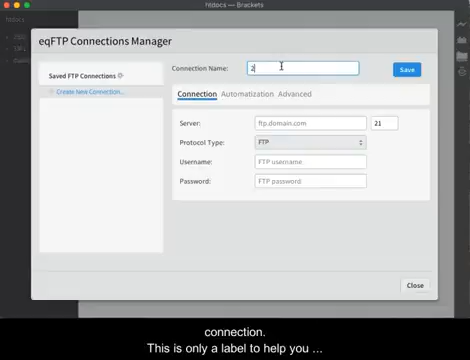 htdocs — Brackets
htdocs
eqFTP Connections Manager
Connection Name:
2
Save
Saved FTP Connections
Create New Connection...
Connection Automatization Advanced
Server:
ftp.domain.com
21
Protocol Type:
FTP
Username:
FTP username
Password:
FTP password
Close
connection.
This is only a label to help you ...